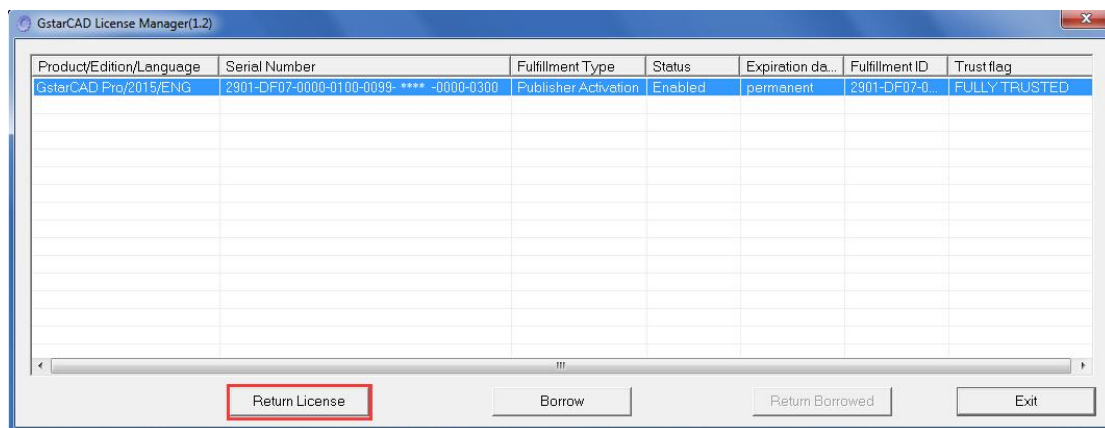 GstarCAD License Manager(1.2)
Product/Edition/Language Serial Number Fulfillment Type Status Expiration da... Fulfillment ID Trust flag
GstarCAD Pro/2015/ENG 2901-DF07-0000-0100-0099- **** -0000-0300 Publisher Activation Enabled permanent 2901-DF07-0... FULLY TRUSTED
Return License Borrow Return Borrowed Exit